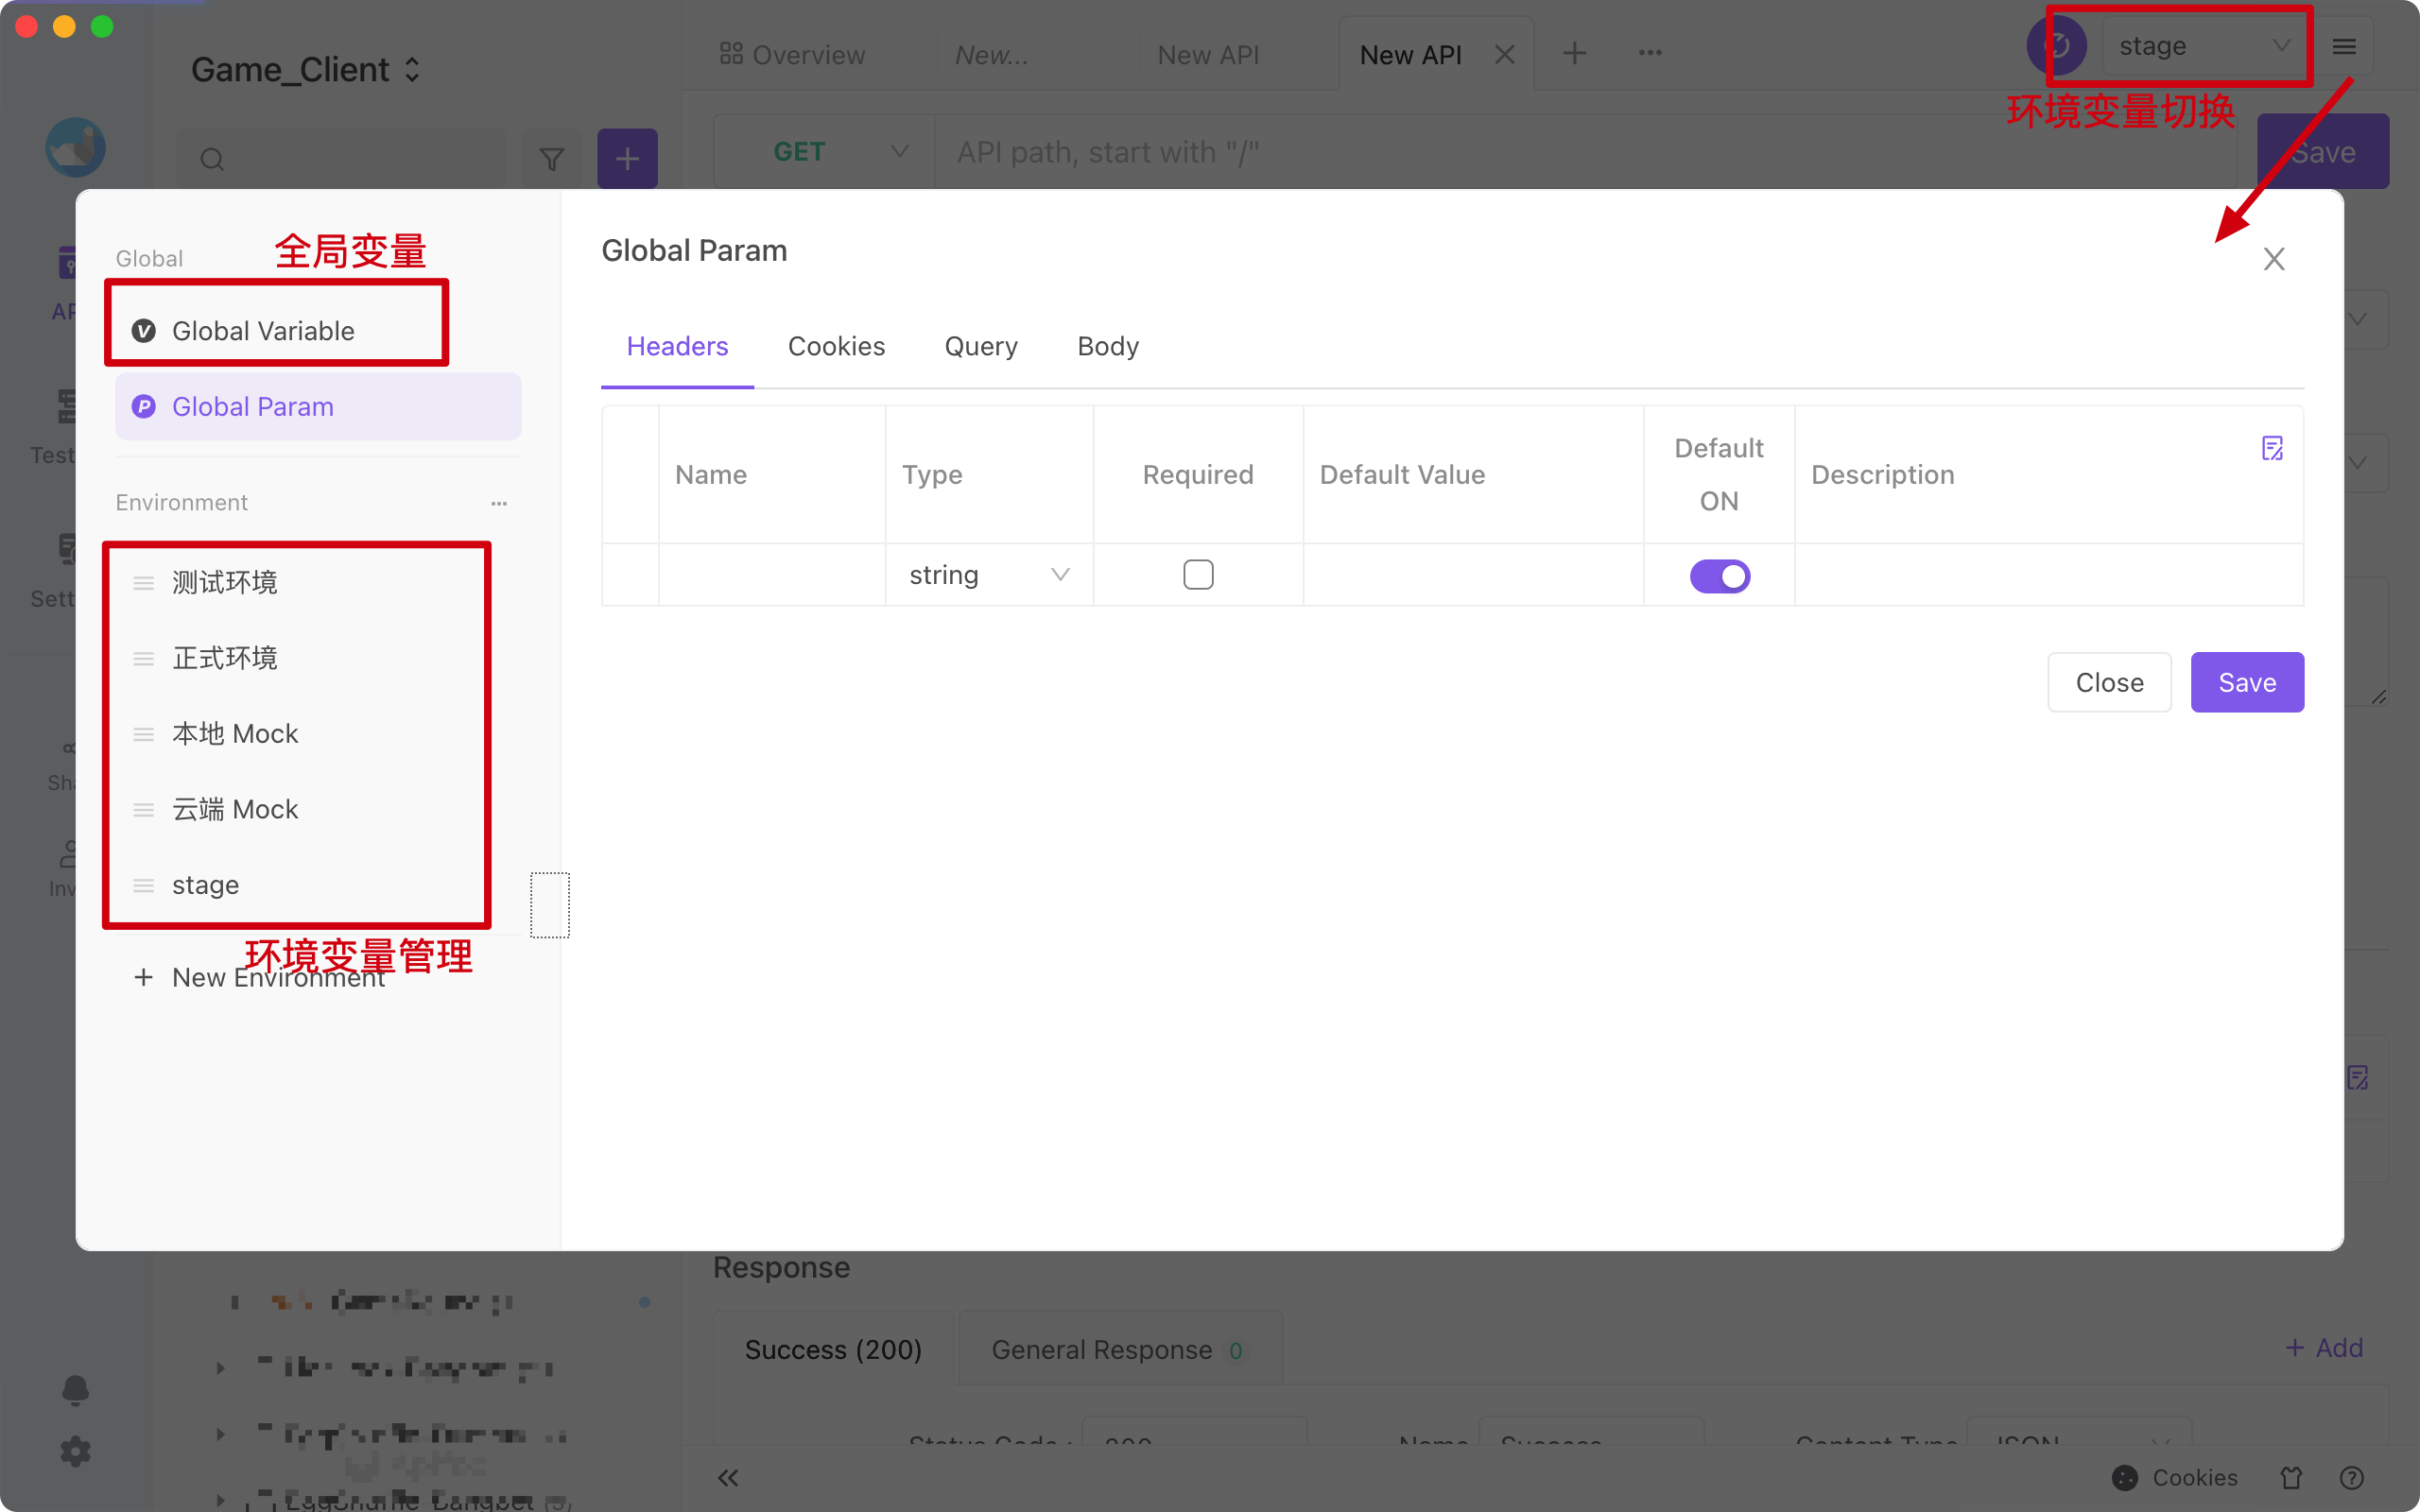 Game_Client
Overview
New...
New API
New API
stage
环境变量切换
GET
API path, start with "/"
Save
Global
全局变量
Global Variable
Global Param
Environment
测试环境
正式环境
本地 Mock
云端 Mock
stage
环境变量管理
New Environment
Global Param
Headers
Cookies
Query
Body
Name
Type
Required
Default Value
Default
ON
Description
string
Close
Save
Test
Sett
Sha
Inv
Response
Success (200)
General Response 0
+ Add
Status Code :
200
Name
Success
Content Type
JSON
Cookies